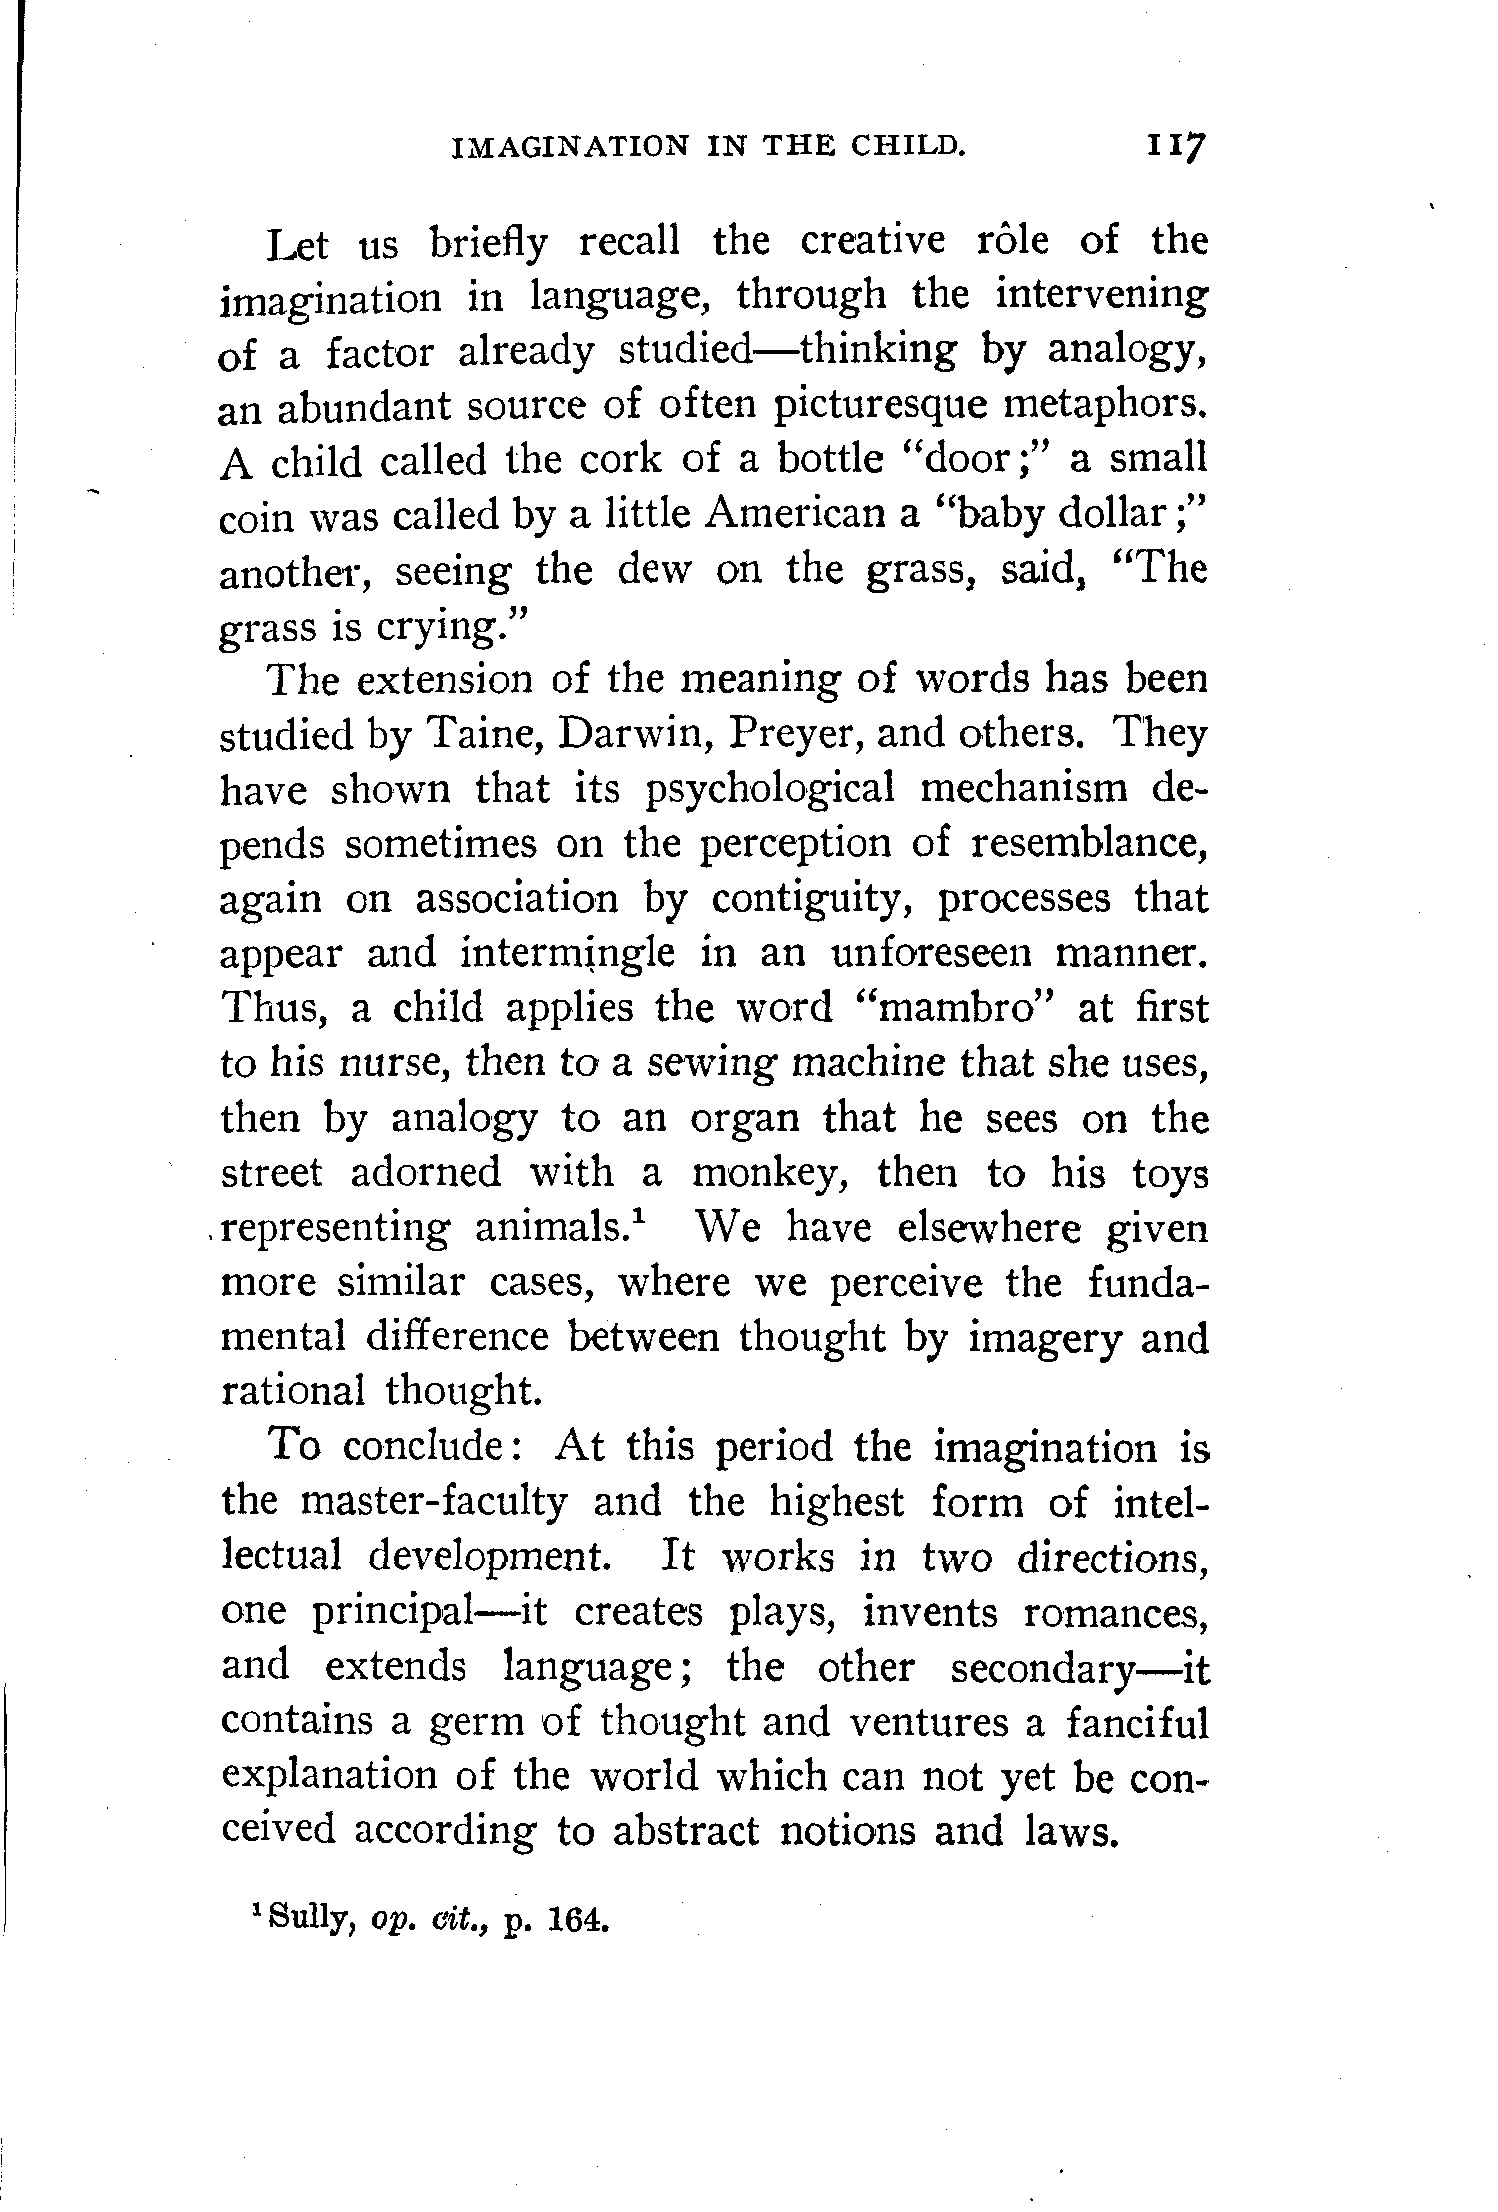 IMAGINATION IN THE CHILD. 117
Let us briefly recall the creative rôle of the
imagination in language, through the intervening
of a factor already studied—thinking by analogy,
an abundant source of often picturesque metaphors.
A child called the cork of a bottle "door;" a small
coin was called by a little American a "baby dollar;"
another, seeing the dew on the grass, said, "The
grass is crying."
The extension of the meaning of words has been
studied by Taine, Darwin, Preyer, and others. They
have shown that its psychological mechanism de-
pends sometimes on the perception of resemblance,
again on association by contiguity, processes that
appear and intermingle in an unforeseen manner.
Thus, a child applies the word "mambro" at first
to his nurse, then to a sewing machine that she uses,
then by analogy to an organ that he sees on the
street adorned with a monkey, then to his toys
representing animals.¹ We have elsewhere given
more similar cases, where we perceive the funda-
mental difference between thought by imagery and
rational thought.
To conclude: At this period the imagination is
the master-faculty and the highest form of intel-
lectual development. It works in two directions,
one principal—it creates plays, invents romances,
and extends language; the other secondary—it
contains a germ of thought and ventures a fanciful
explanation of the world which can not yet be con-
ceived according to abstract notions and laws.
¹ Sully, op. cit., p. 164.